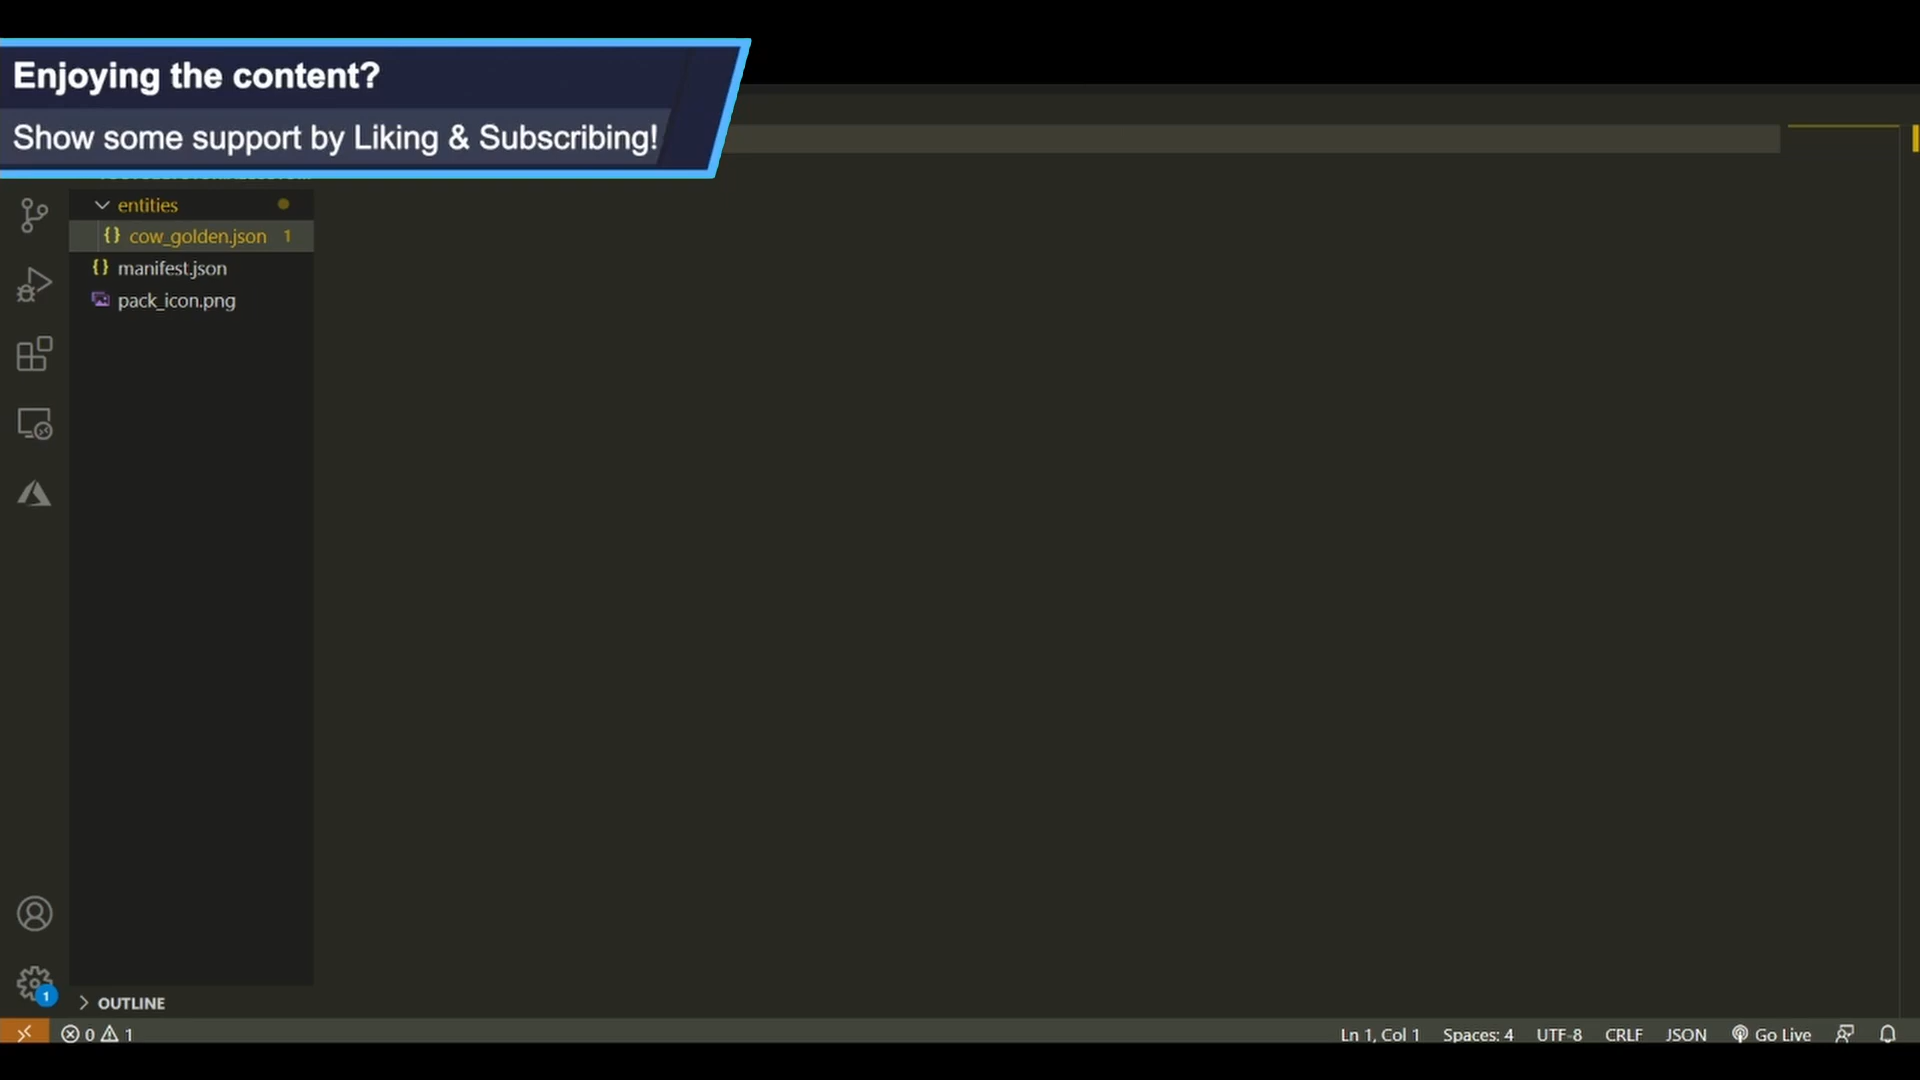 Enjoying the content?
Show some support by Liking & Subscribing!
entities
{} cow_golden.json 1
{} manifest.json
pack_icon.png
1
OUTLINE
0 1
Ln 1, Col 1 Spaces: 4 UTF-8 CRLF JSON Go Live